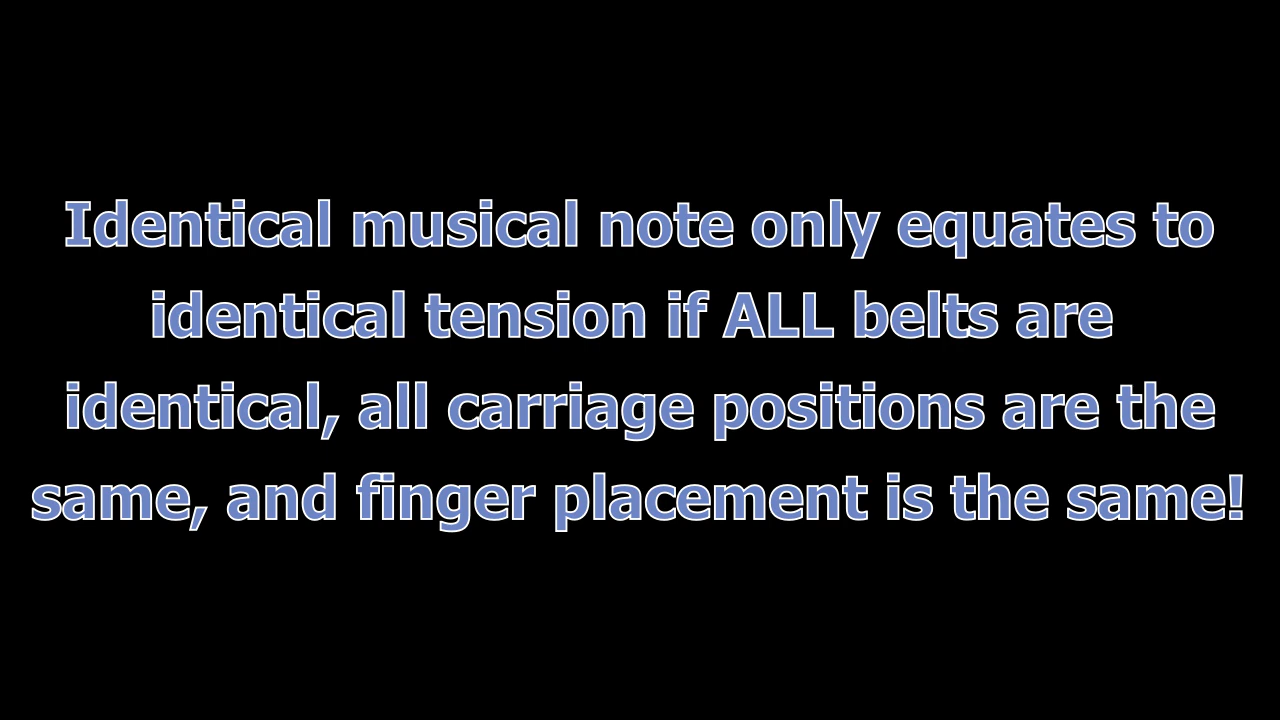 Identical musical note only equates to
identical tension if ALL belts are
identical, all carriage positions are the
same, and finger placement is the same!